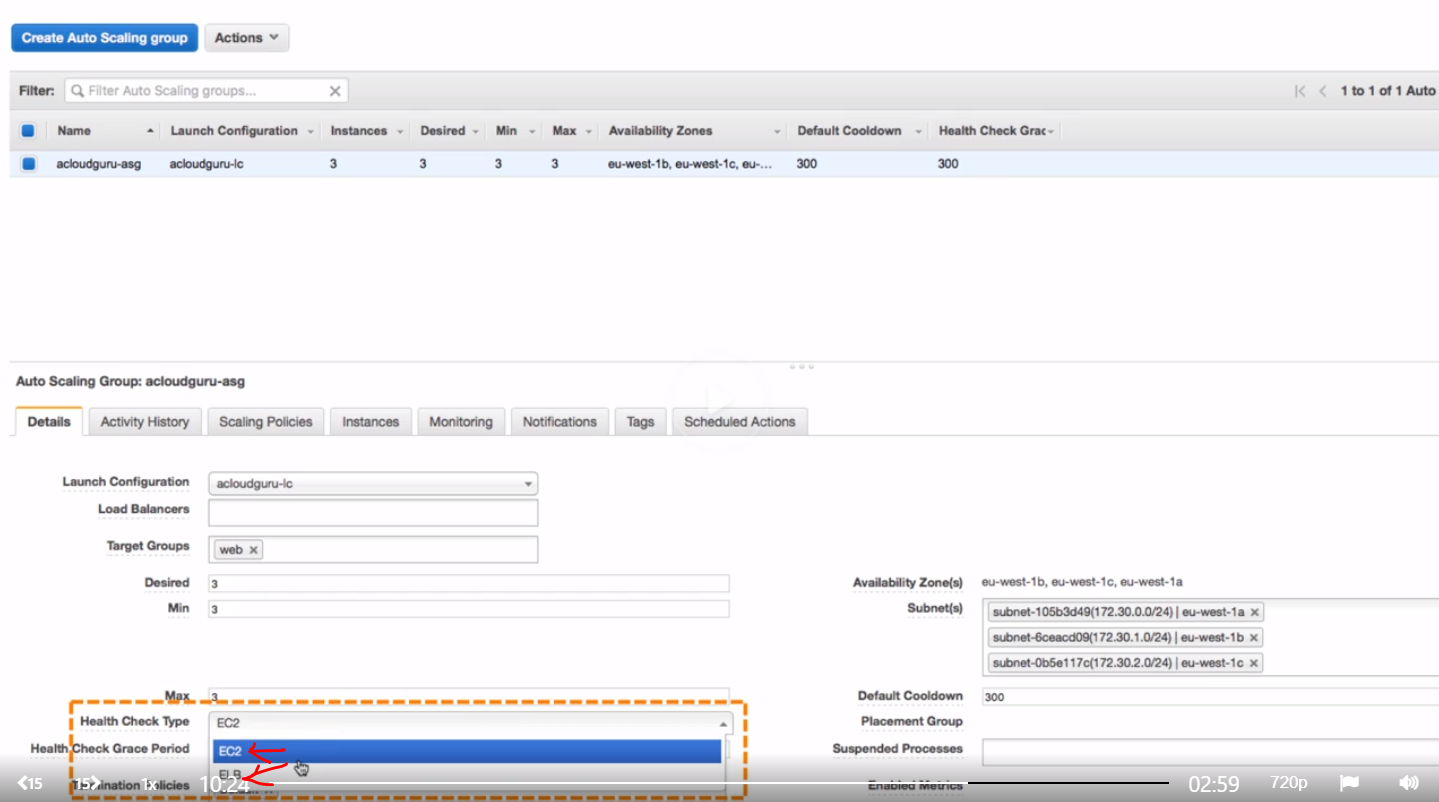 Create Auto Scaling group Actions
Filter: Filter Auto Scaling groups... 1 to 1 of 1 Auto
Name Launch Configuration Instances Desired Min Max Availability Zones Default Cooldown Health Check Grac
acloudguru-asg acloudguru-lc 3 3 3 3 eu-west-1b, eu-west-1c, eu-... 300 300
Auto Scaling Group: acloudguru-asg
Details Activity History Scaling Policies Instances Monitoring Notifications Tags Scheduled Actions
Launch Configuration acloudguru-lc
Load Balancers
Target Groups web
Desired 3 Availability Zone(s) eu-west-1b, eu-west-1c, eu-west-1a
Min 3 Subnet(s) subnet-105b3d49(172.30.0.0/24) | eu-west-1a
subnet-6ceacd09(172.30.1.0/24) | eu-west-1b
subnet-0b5e117c(172.30.2.0/24) | eu-west-1c
Max 3 Default Cooldown 300
Health Check Type EC2 Placement Group
Health Check Grace Period EC2 Suspended Processes
ELB
Termination Policies Enabled Metrics
15 15 1x 10:24 02:59 720p